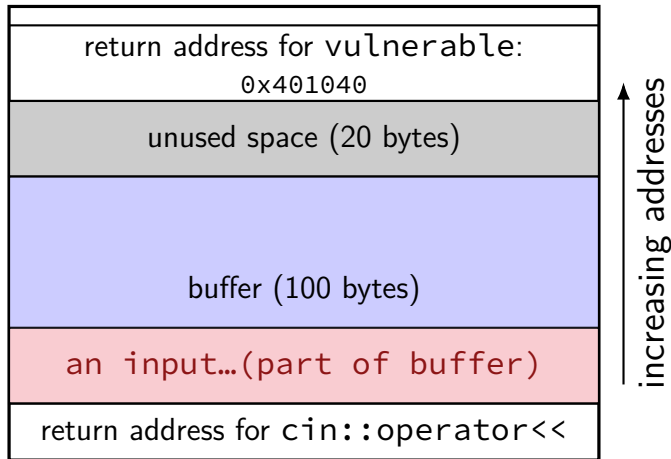 return address for vulnerable:
0x401040
unused space (20 bytes)
buffer (100 bytes)
an input…(part of buffer)
return address for cin::operator<<
increasing addresses